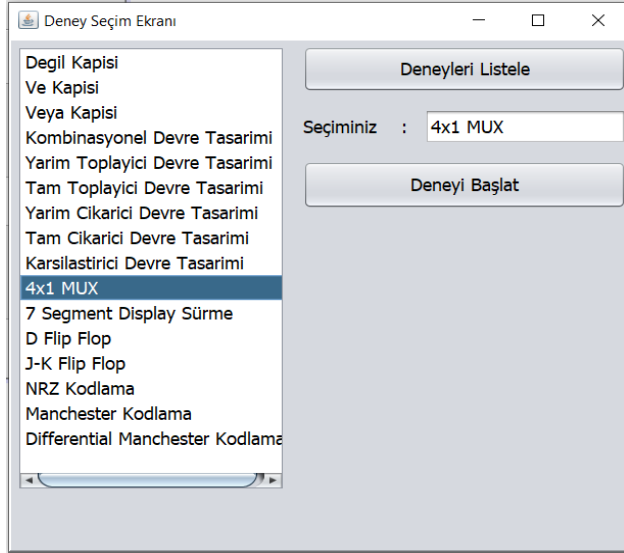 Deney Seçim Ekranı
Degil Kapisi
Ve Kapisi
Veya Kapisi
Kombinasyonel Devre Tasarimi
Yarim Toplayici Devre Tasarimi
Tam Toplayici Devre Tasarimi
Yarim Cikarici Devre Tasarimi
Tam Cikarici Devre Tasarimi
Karsilastirici Devre Tasarimi
4x1 MUX
7 Segment Display Sürme
D Flip Flop
J-K Flip Flop
NRZ Kodlama
Manchester Kodlama
Differential Manchester Kodlama
Deneyleri Listele
Seçiminiz : 4x1 MUX
Deneyi Başlat